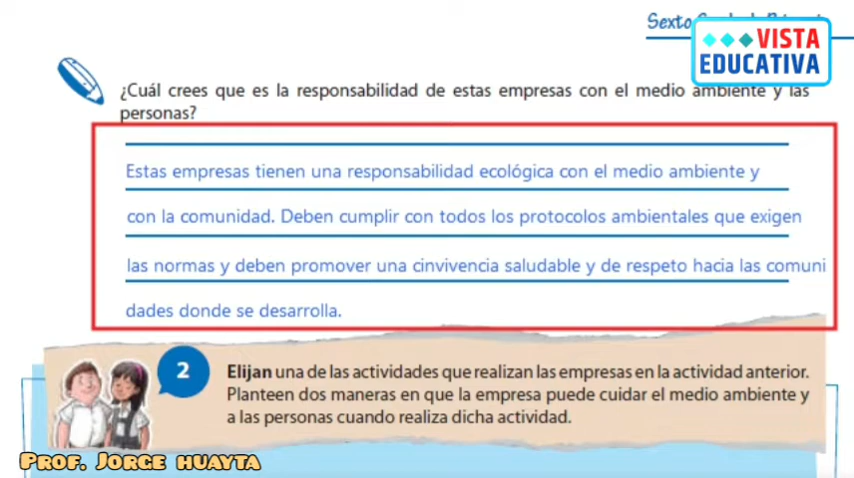 Sexto
VISTA
EDUCATIVA
¿Cuál crees que es la responsabilidad de estas empresas con el medio ambiente y las
personas?
Estas empresas tienen una responsabilidad ecológica con el medio ambiente y
con la comunidad. Deben cumplir con todos los protocolos ambientales que exigen
las normas y deben promover una cinvivencia saludable y de respeto hacia las comuni
dades donde se desarrolla.
2
Elijan una de las actividades que realizan las empresas en la actividad anterior.
Planteen dos maneras en que la empresa puede cuidar el medio ambiente y
a las personas cuando realiza dicha actividad.
PROF. JORGE HUAYTA